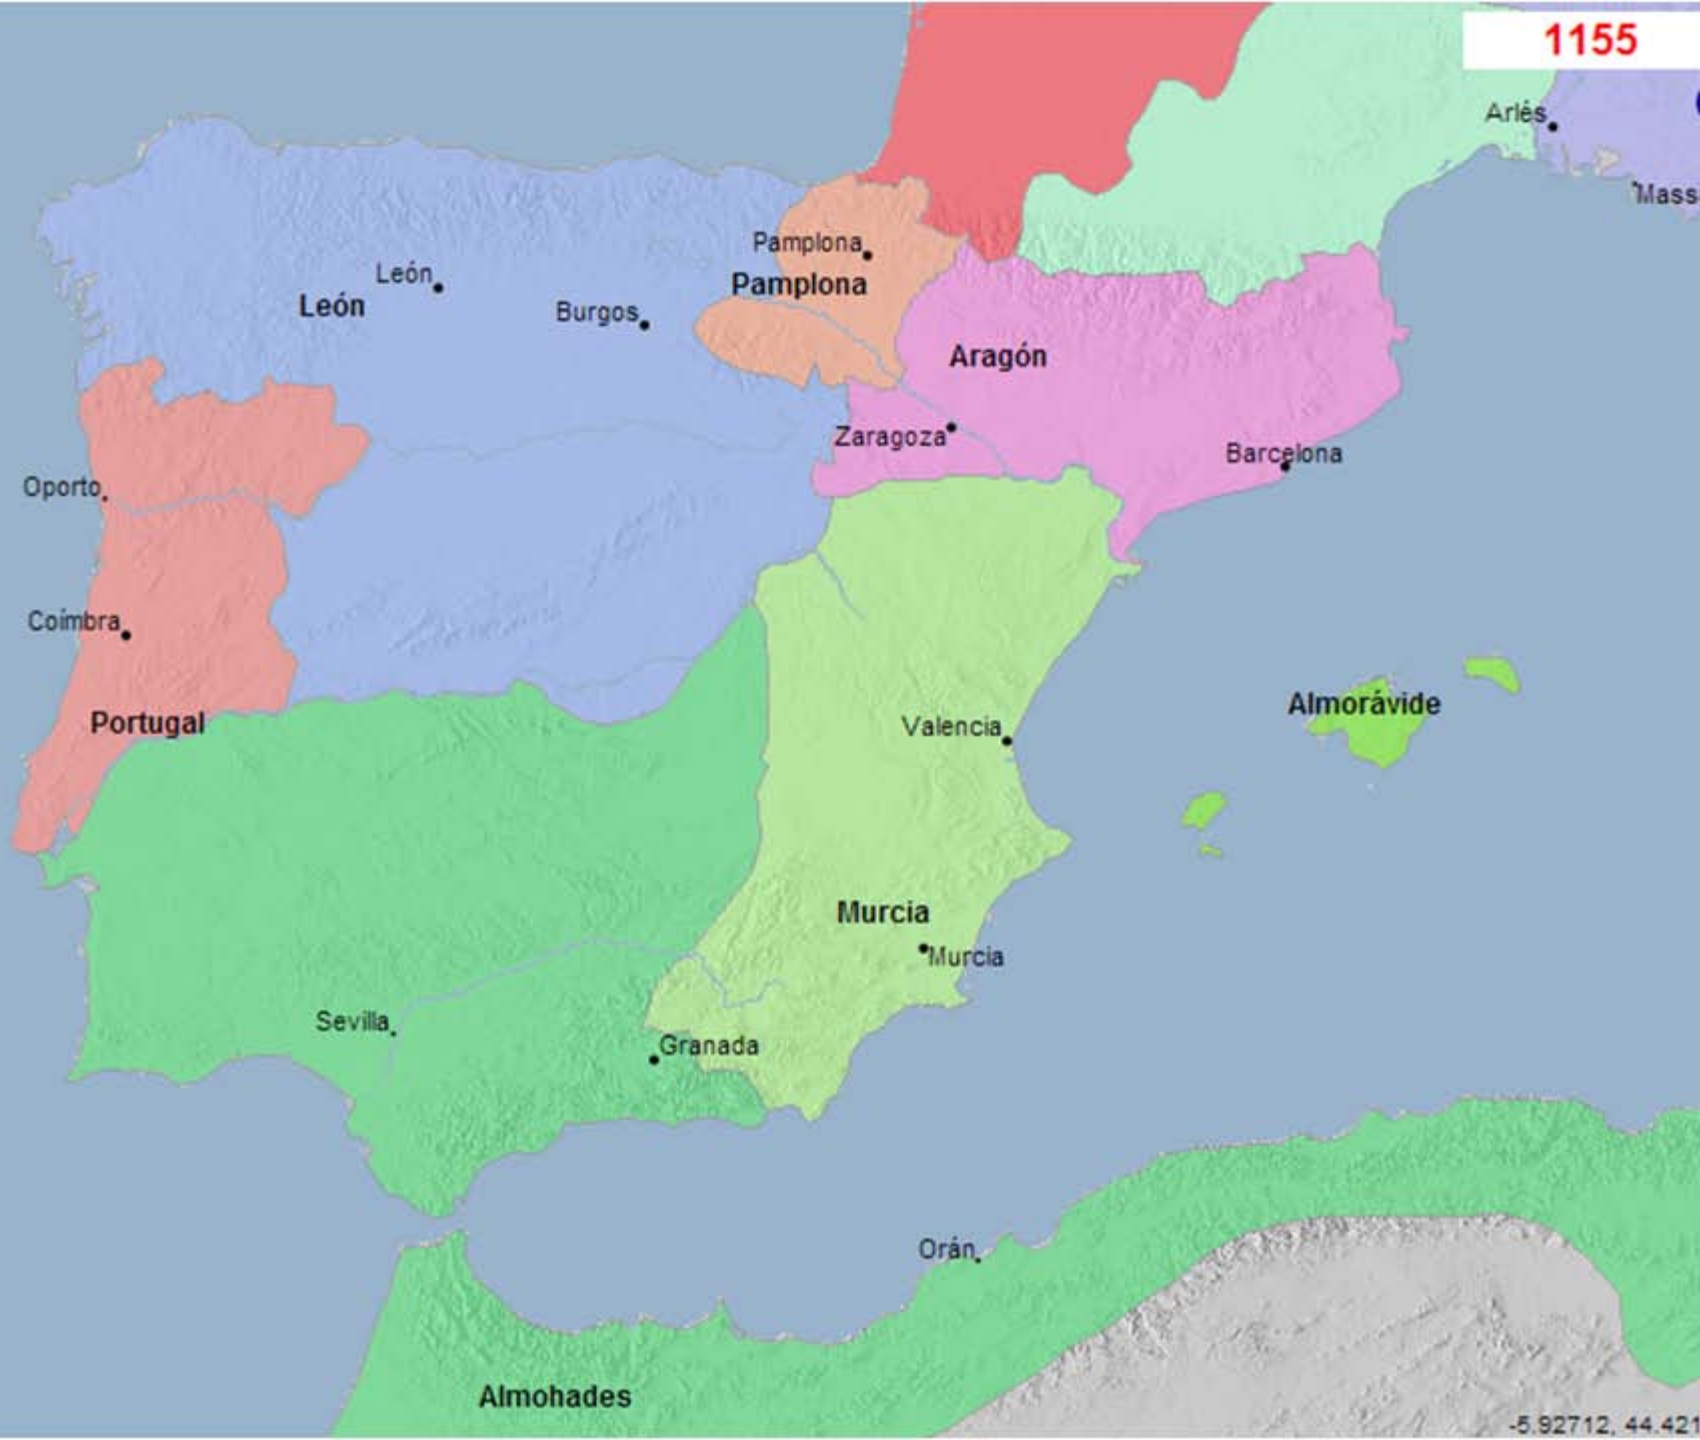 1155
Arlés
Mass
Pamplona
Pamplona
León
León
Burgos
Aragón
Zaragoza
Barcelona
Oporto
Coímbra
Portugal
Valencia
Almorávide
Murcia
Murcia
Sevilla
Granada
Orán
Almohades
-5.92712, 44.421